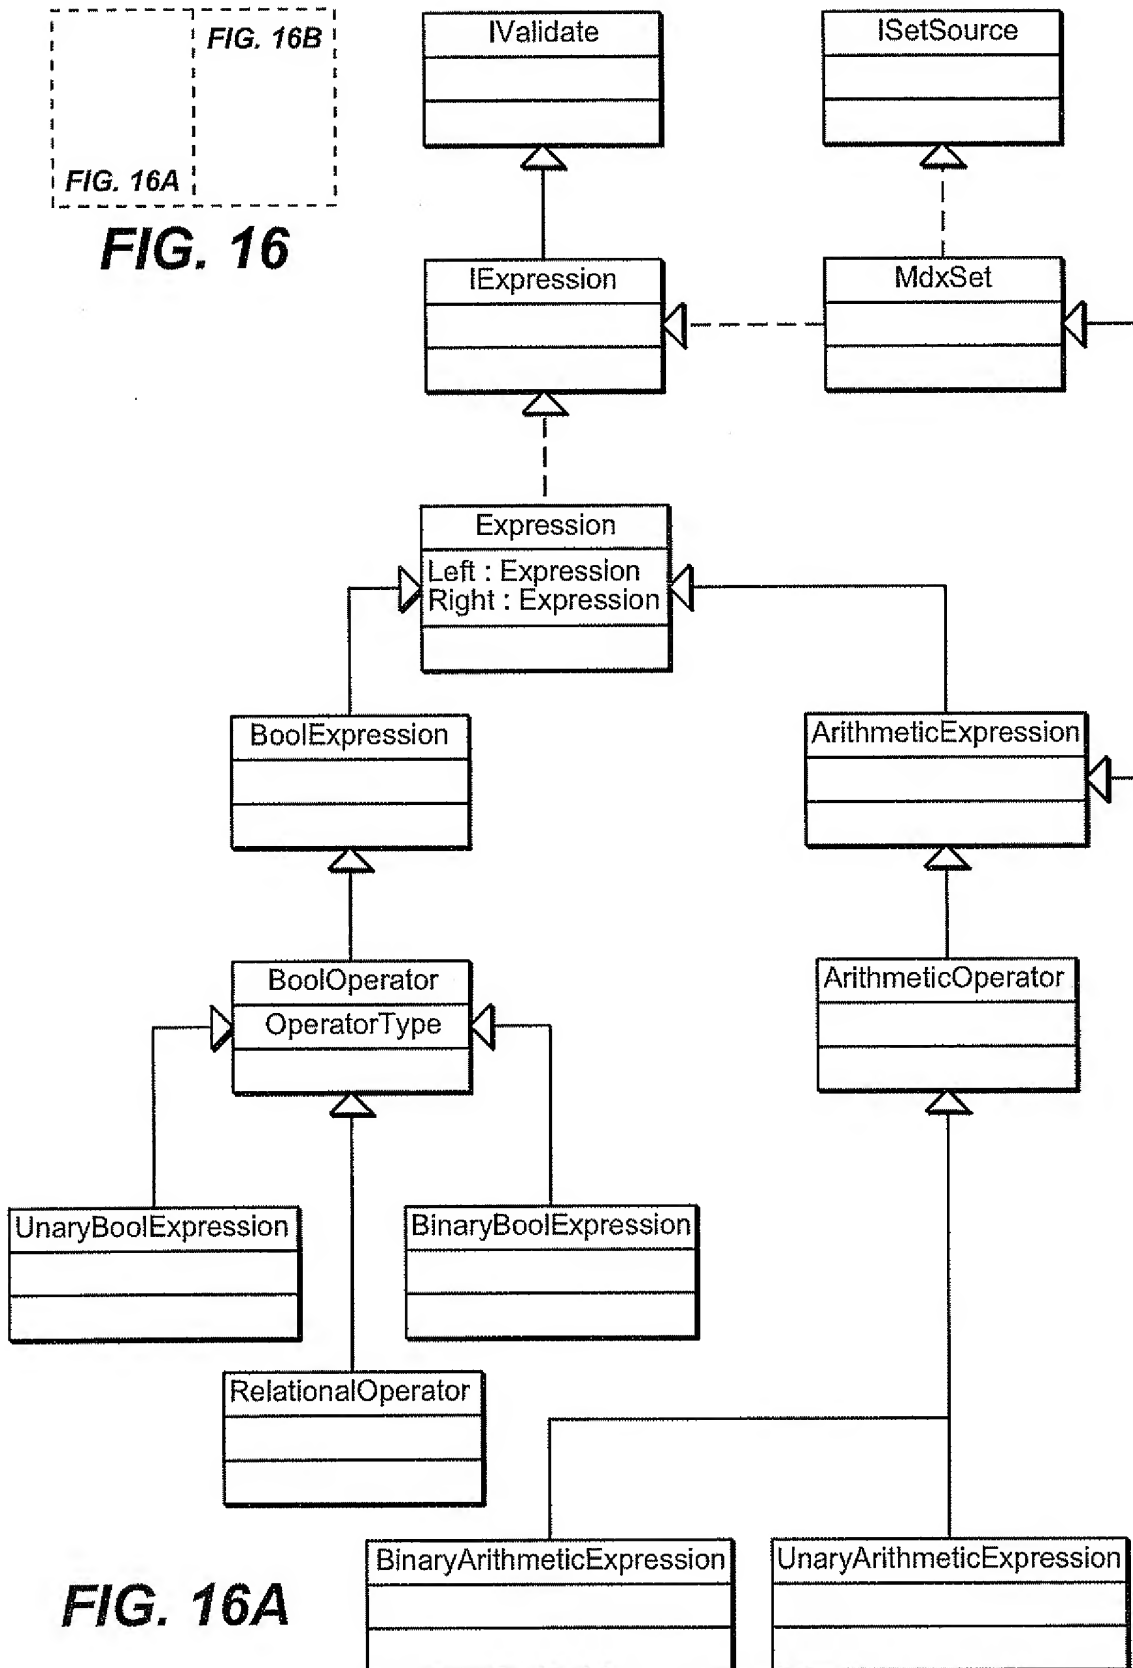 FIG. 16B
FIG. 16A
FIG. 16
IValidate
ISetSource
IExpression
MdxSet
Expression
Left : Expression
Right : Expression
BoolExpression
ArithmeticExpression
BoolOperator
OperatorType
ArithmeticOperator
UnaryBoolExpression
BinaryBoolExpression
RelationalOperator
BinaryArithmeticExpression
UnaryArithmeticExpression
FIG. 16A